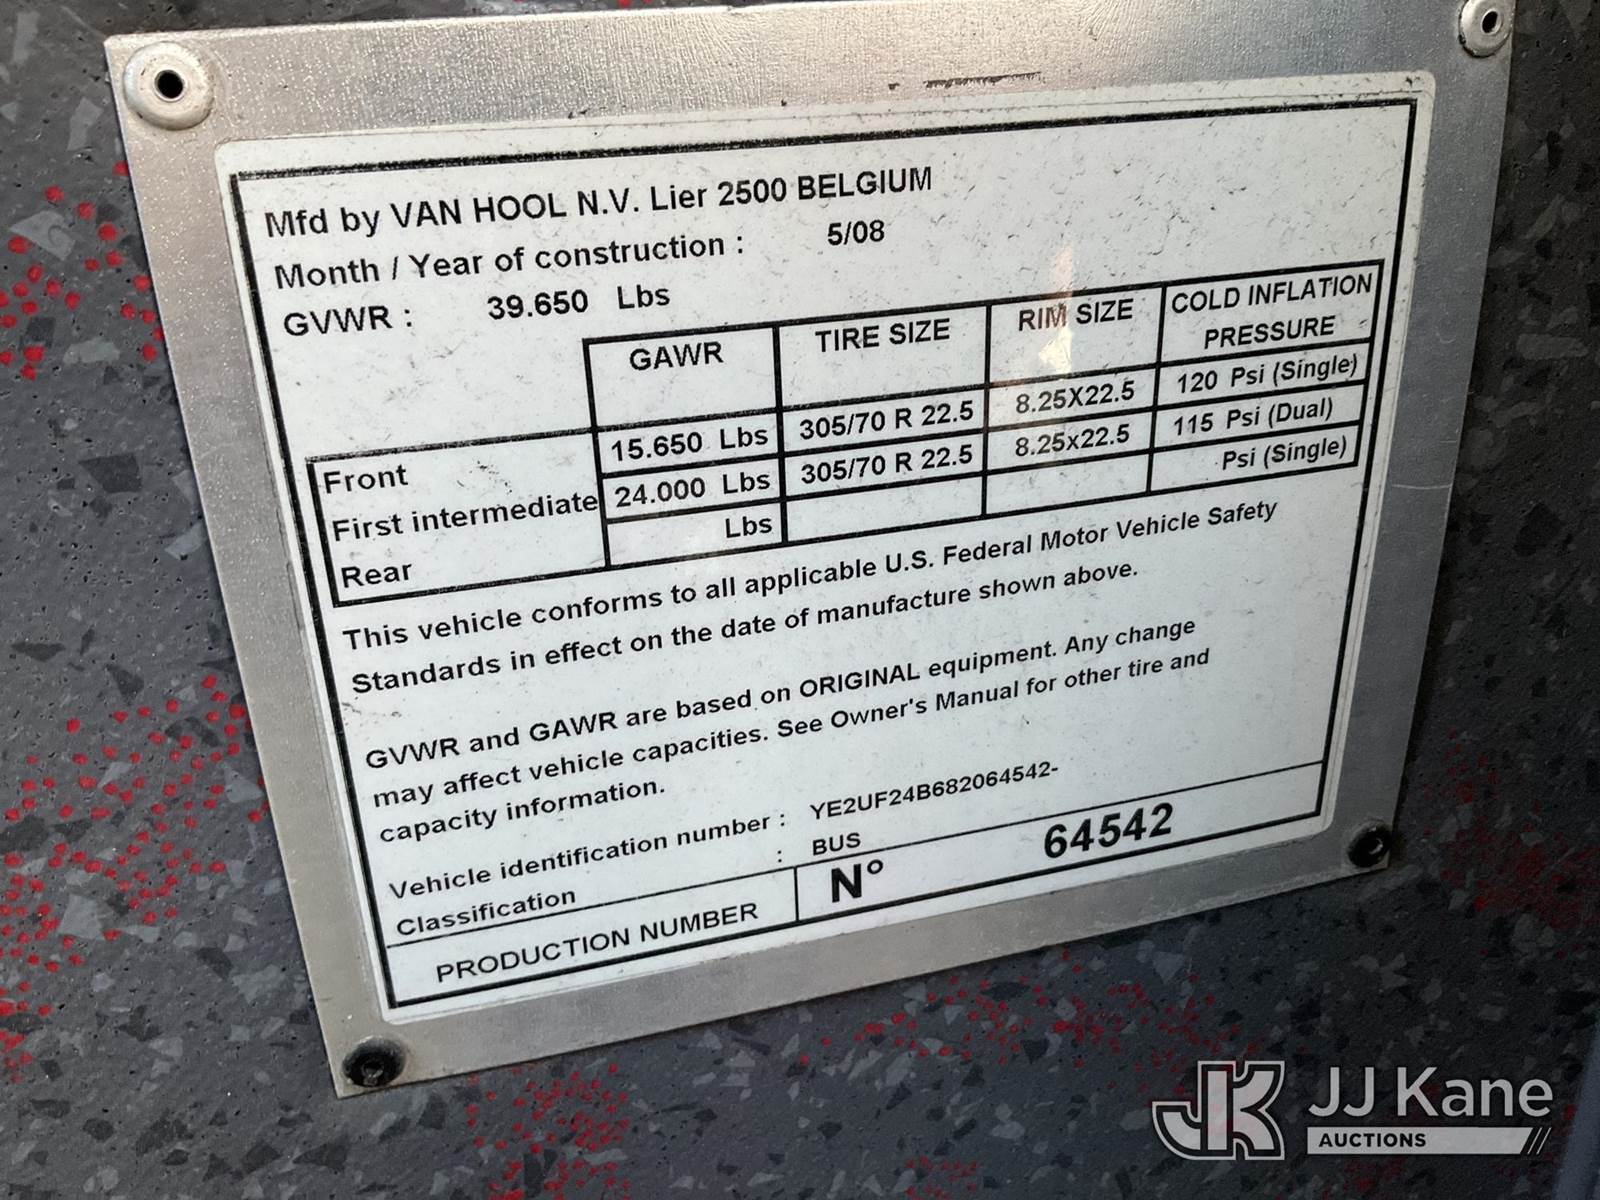 Mfd by VAN HOOL N.V. Lier 2500 BELGIUM
Month / Year of construction : 5/08
GVWR : 39.650 Lbs
GAWR TIRE SIZE RIM SIZE COLD INFLATION PRESSURE
Front 15.650 Lbs 305/70 R 22.5 8.25X22.5 120 Psi (Single)
First intermediate 24.000 Lbs 305/70 R 22.5 8.25x22.5 115 Psi (Dual)
Rear Lbs Psi (Single)
This vehicle conforms to all applicable U.S. Federal Motor Vehicle Safety
Standards in effect on the date of manufacture shown above.
GVWR and GAWR are based on ORIGINAL equipment. Any change
may affect vehicle capacities. See Owner's Manual for other tire and
capacity information.
Vehicle identification number : YE2UF24B682064542-
Classification : BUS
PRODUCTION NUMBER N° 64542
JK JJ Kane
AUCTIONS